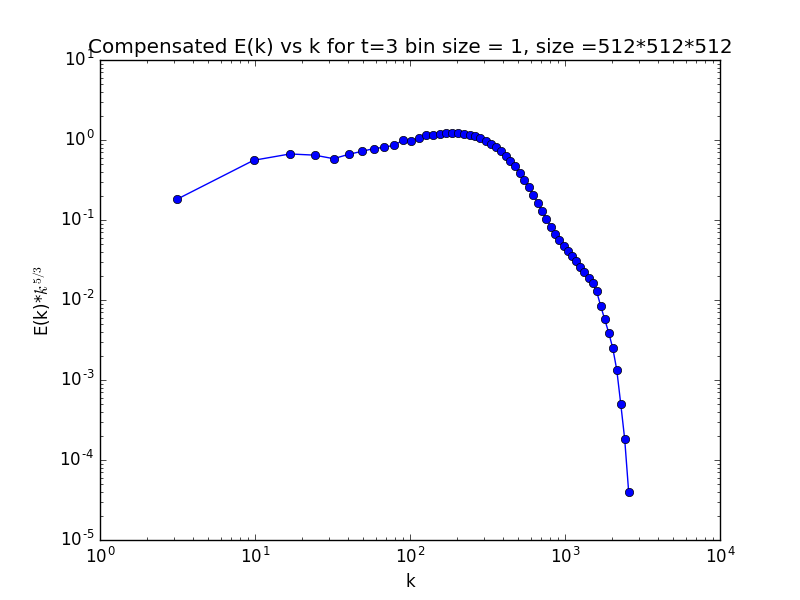 Compensated E(k) vs k for t=3 bin size = 1, size =512*512*512
10^1
10^0
10^-1
10^-2
10^-3
10^-4
10^-5
E(k)*k^5/3
10^0 10^1 10^2 10^3 10^4
k